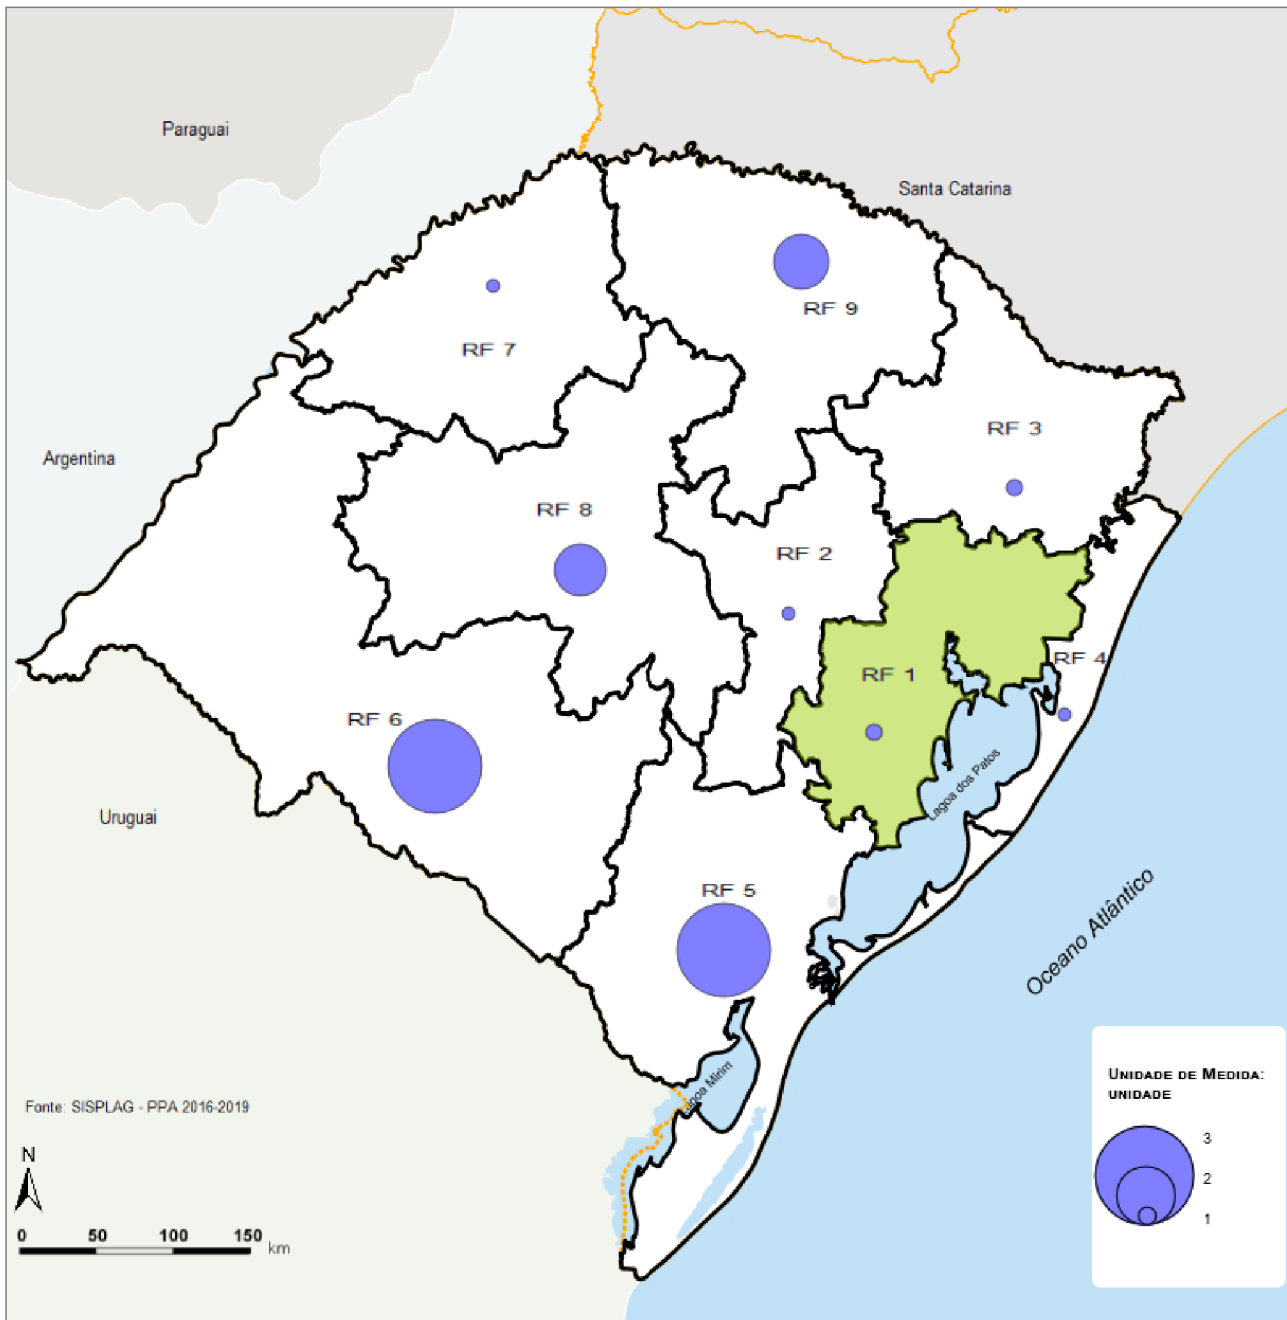 Paraguai
Santa Catarina
RF 9
RF 7
RF 3
Argentina
RF 8
RF 2
RF 4
RF 1
RF 6
Lagoa dos Patos
Uruguai
RF 5
Oceano Atlântico
Lagoa Mirim
Fonte: SISPLAG - PPA 2016-2019
N
0 50 100 150 km
UNIDADE DE MEDIDA:
UNIDADE
3
2
1